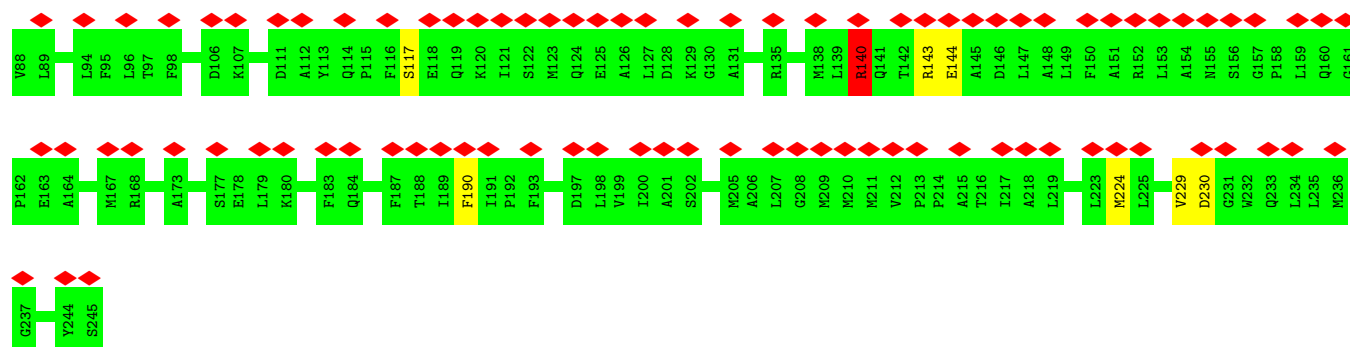 V88 L89 L94 F95 L96 T97 F98 D106 K107 D111 A112 Y113 Q114 P115 F116 S117 E118 Q119 K120 I121 S122 M123 Q124 E125 A126 L127 D128 K129 G130 A131 R135 M138 L139 R140 Q141 T142 R143 E144 A145 D146 L147 A148 L149 F150 A151 R152 L153 A154 N155 S156 G157 P158 L159 Q160 G161
P162 E163 A164 M167 R168 A173 S177 E178 L179 K180 F183 Q184 F187 T188 I189 F190 I191 P192 F193 D197 L198 V199 I200 A201 S202 M205 A206 L207 G208 M209 M210 M211 V212 P213 P214 A215 T216 I217 A218 L219 L223 M224 L225 V229 D230 G231 W232 Q233 L234 L235 M236
G237 Y244 S245